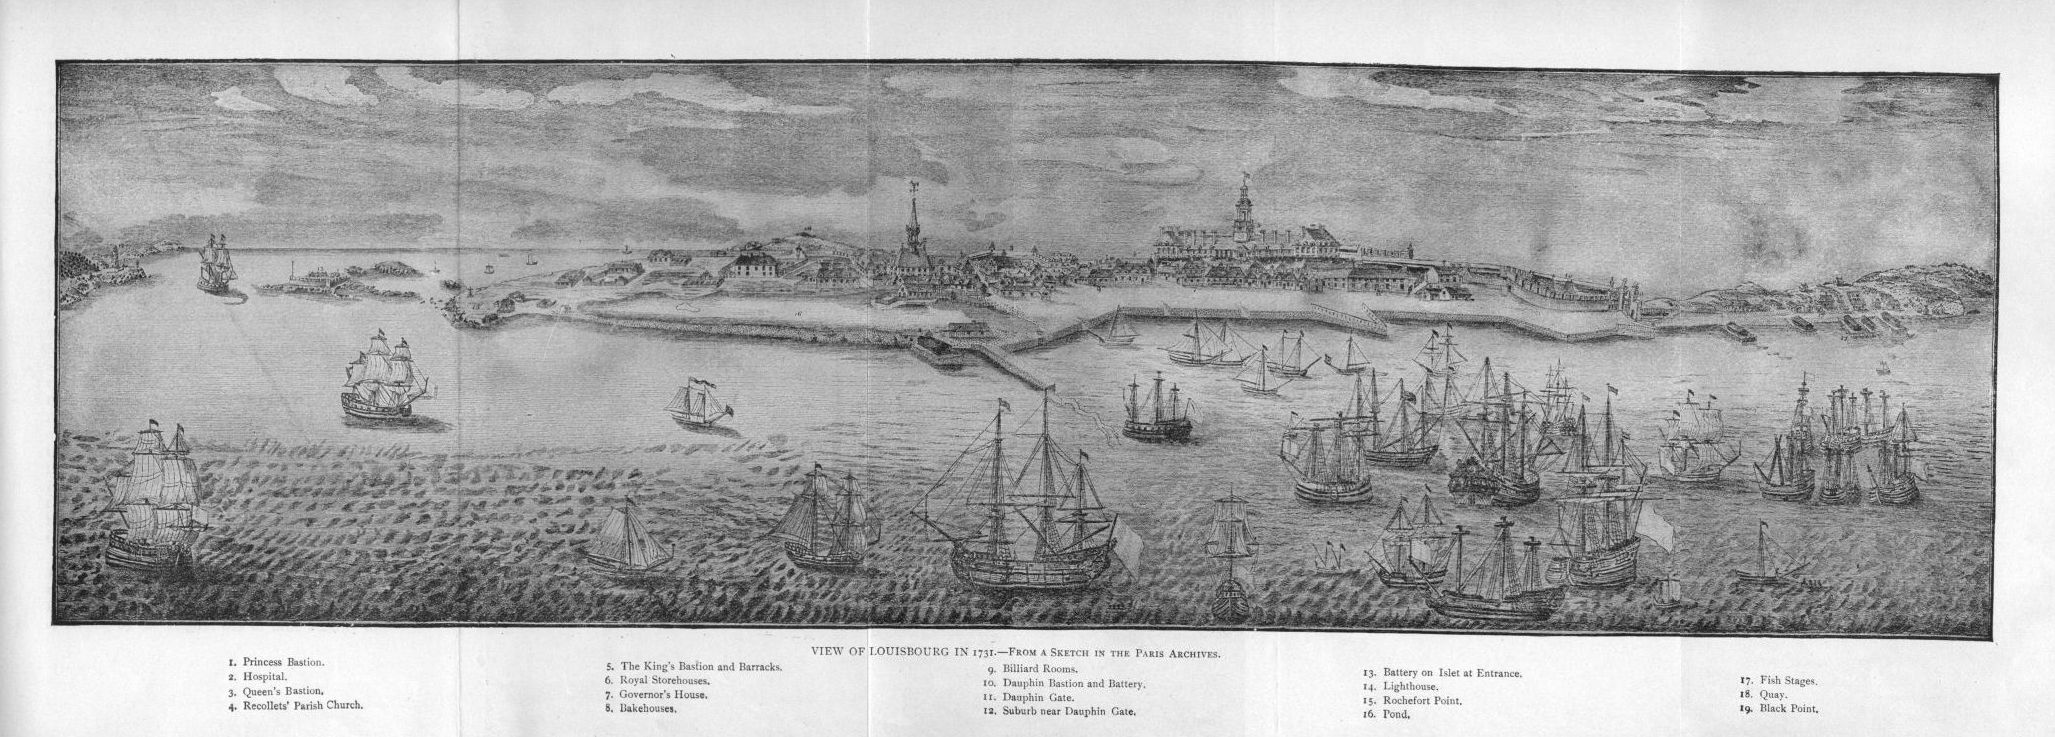 VIEW OF LOUISBOURG IN 1731.—FROM A SKETCH IN THE PARIS ARCHIVES.
1. Princess Bastion.
2. Hospital.
3. Queen's Bastion.
4. Recollets' Parish Church.
5. The King's Bastion and Barracks.
6. Royal Storehouses.
7. Governor's House.
8. Bakehouses.
9. Billiard Rooms.
10. Dauphin Bastion and Battery.
11. Dauphin Gate.
12. Suburb near Dauphin Gate.
13. Battery on Islet at Entrance.
14. Lighthouse.
15. Rochefort Point.
16. Pond.
17. Fish Stages.
18. Quay.
19. Black Point.